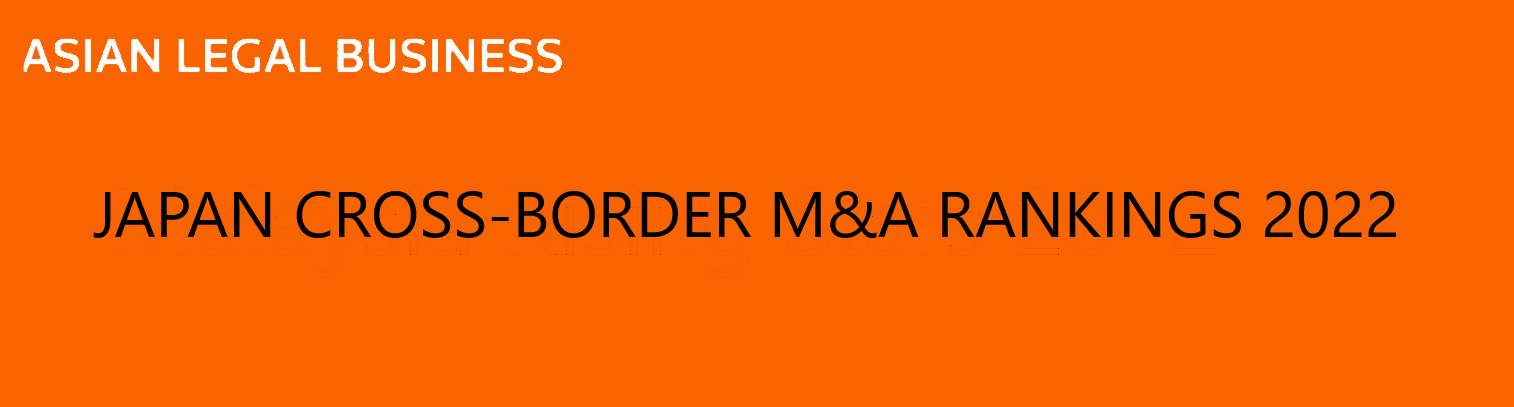 ASIAN LEGAL BUSINESS
JAPAN CROSS-BORDER M&A RANKINGS 2022